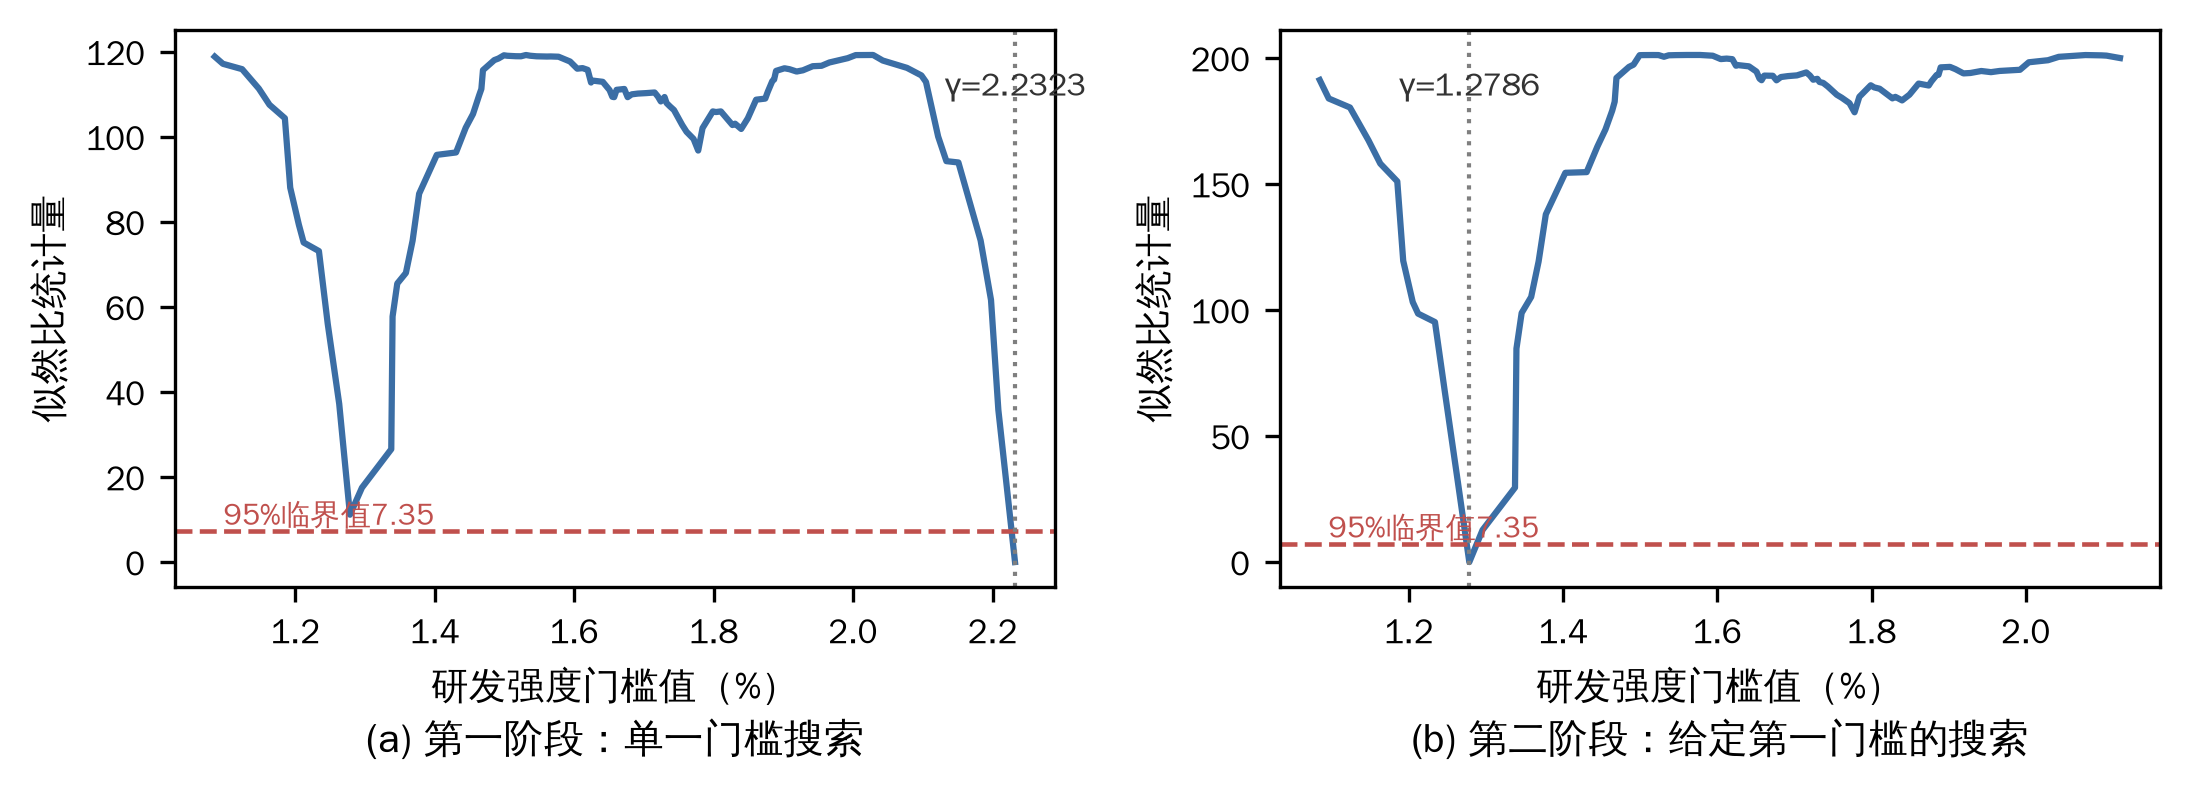 120
100
80
60
40
20
0
似然比统计量
γ=2.2323
95%临界值7.35
1.2
1.4
1.6
1.8
2.0
2.2
研发强度门槛值（%）
(a) 第一阶段：单一门槛搜索
200
150
100
50
0
似然比统计量
γ=1.2786
95%临界值7.35
1.2
1.4
1.6
1.8
2.0
研发强度门槛值（%）
(b) 第二阶段：给定第一门槛的搜索